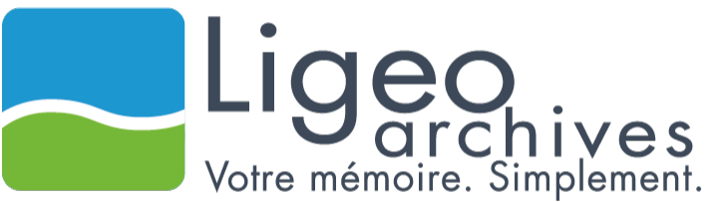 Ligeo
archives
Votre mémoire. Simplement.